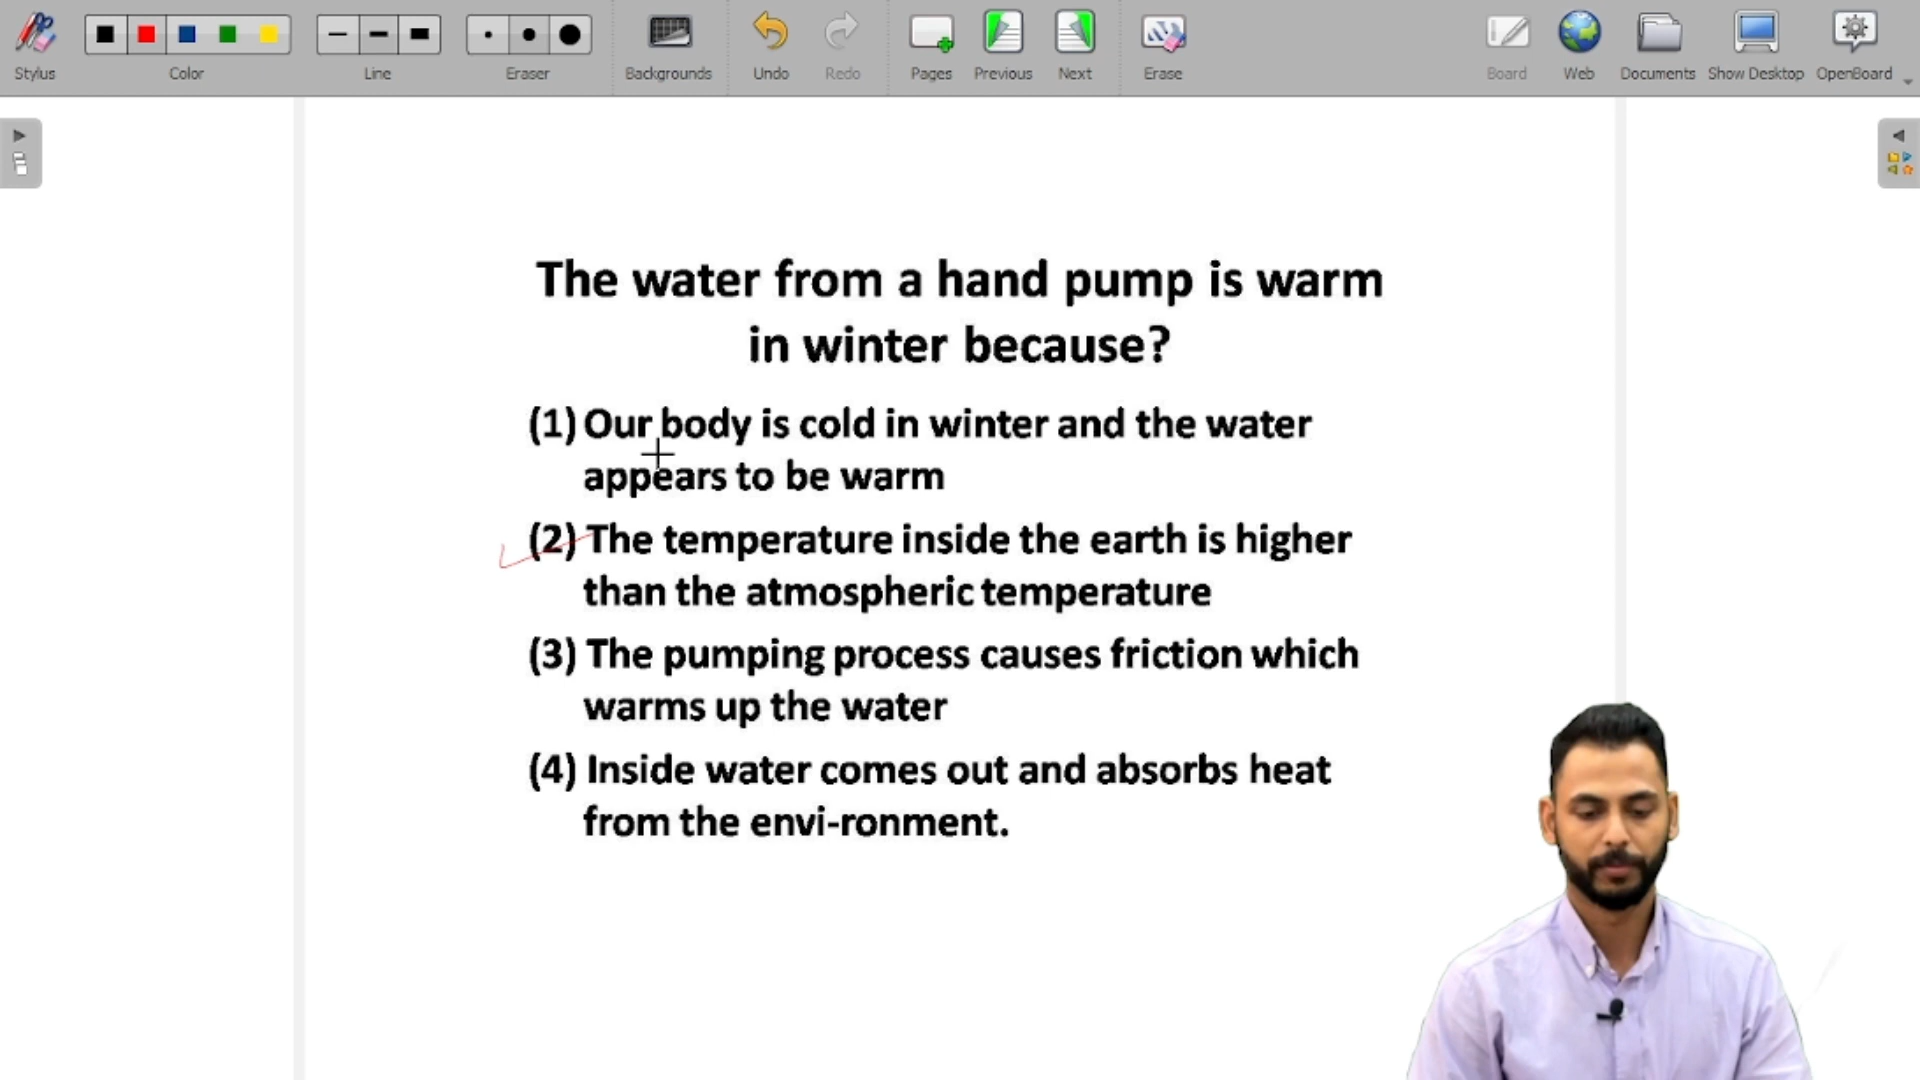 Stylus
Color
Line
Eraser
Backgrounds
Undo
Redo
Pages
Previous
Next
Erase
Board
Web
Documents
Show Desktop
OpenBoard
The water from a hand pump is warm
in winter because?
(1) Our body is cold in winter and the water
appears to be warm
(2) The temperature inside the earth is higher
than the atmospheric temperature
(3) The pumping process causes friction which
warms up the water
(4) Inside water comes out and absorbs heat
from the envi-ronment.